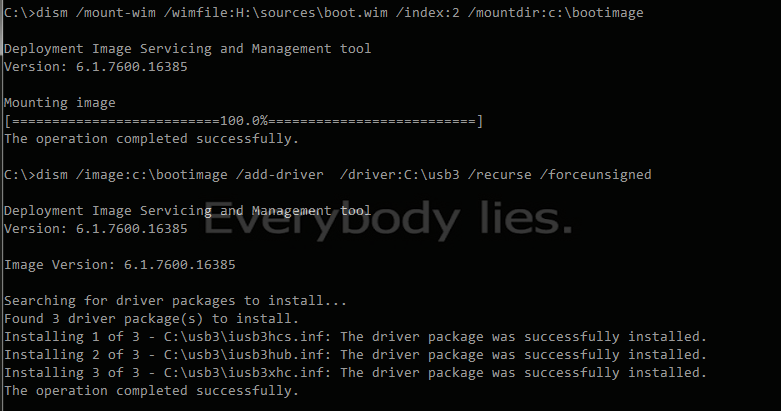 C:\>dism /mount-wim /wimfile:H:\sources\boot.wim /index:2 /mountdir:c:\bootimage
Deployment Image Servicing and Management tool
Version: 6.1.7600.16385
Mounting image
[==========================100.0%==========================]
The operation completed successfully.
C:\>dism /image:c:\bootimage /add-driver  /driver:C:\usb3 /recurse /forceunsigned
Deployment Image Servicing and Management tool
Everybody lies.
Version: 6.1.7600.16385
Image Version: 6.1.7600.16385
Searching for driver packages to install...
Found 3 driver package(s) to install.
Installing 1 of 3 - C:\usb3\iusb3hcs.inf: The driver package was successfully installed.
Installing 2 of 3 - C:\usb3\iusb3hub.inf: The driver package was successfully installed.
Installing 3 of 3 - C:\usb3\iusb3xhc.inf: The driver package was successfully installed.
The operation completed successfully.